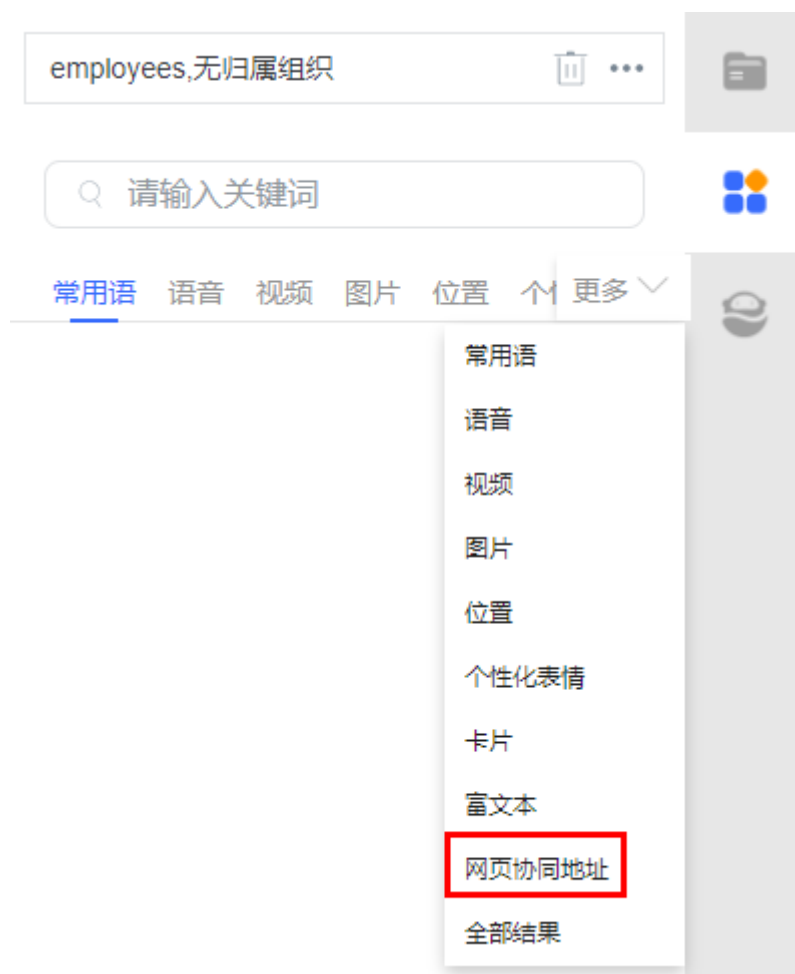 employees,无归属组织
请输入关键词
常用语 语音 视频 图片 位置 个 更多
常用语
语音
视频
图片
位置
个性化表情
卡片
富文本
网页协同地址
全部结果